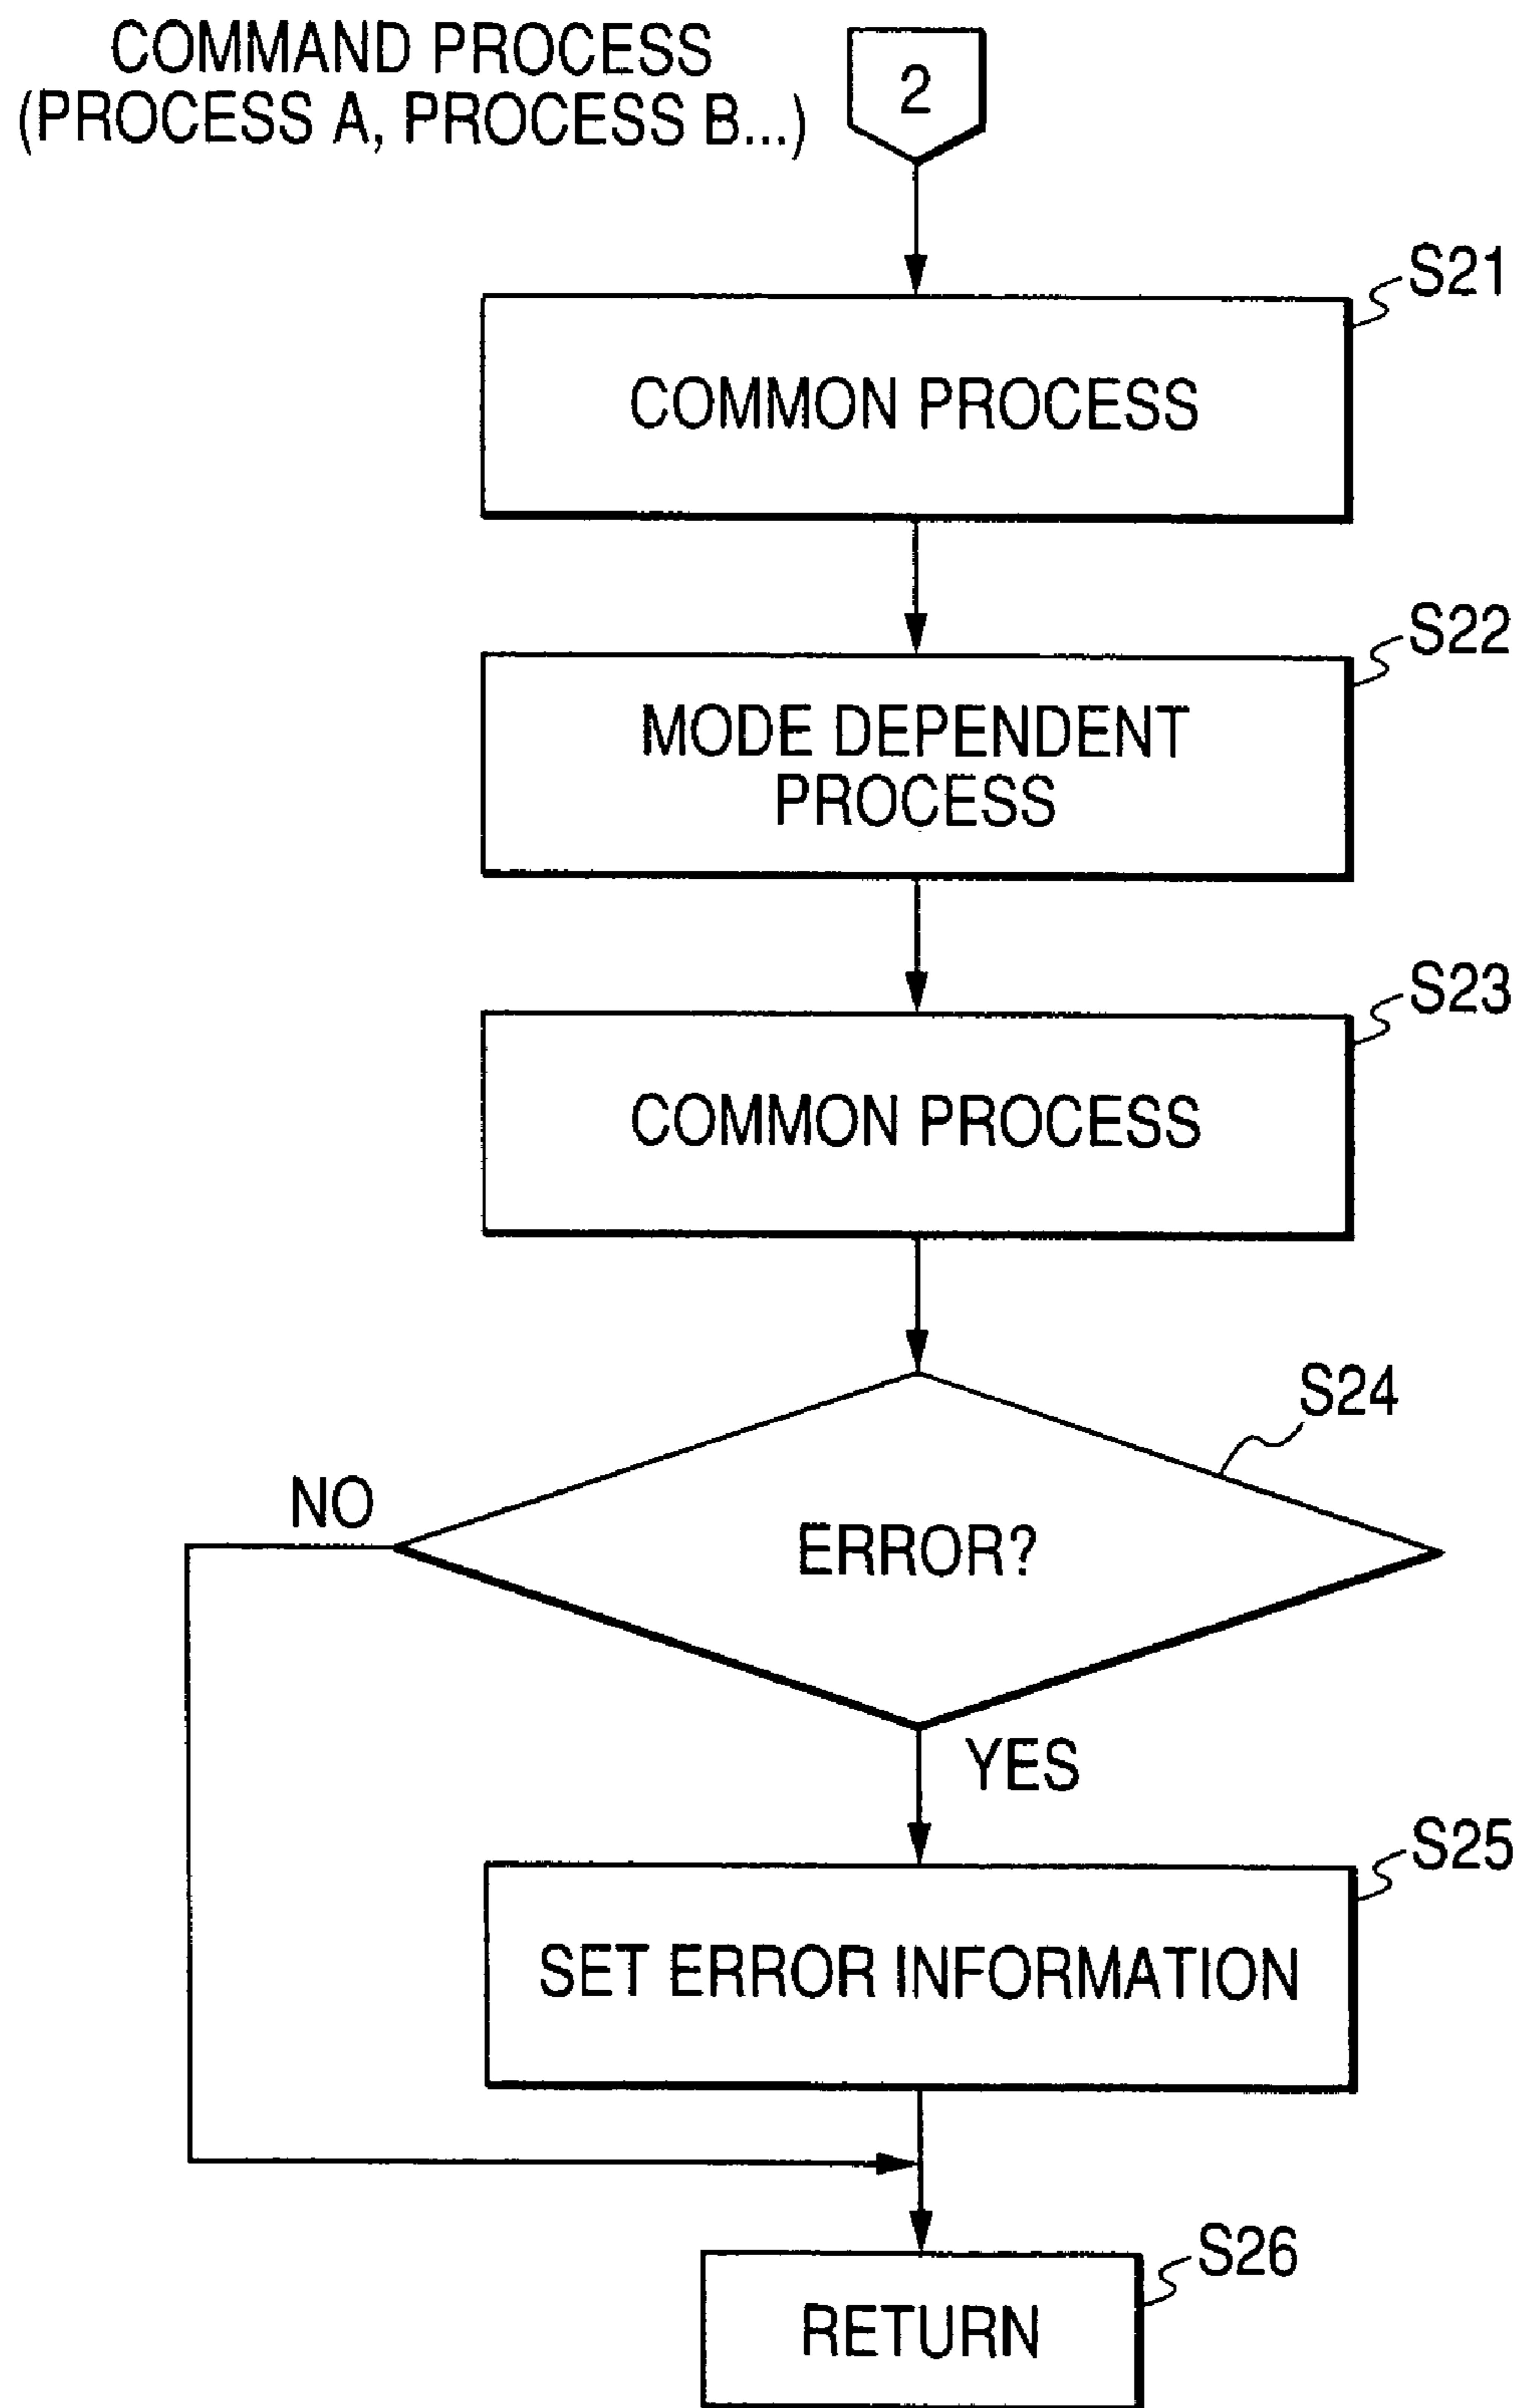 COMMAND PROCESS
(PROCESS A, PROCESS B...)
2
S21
COMMON PROCESS
S22
MODE DEPENDENT
PROCESS
S23
COMMON PROCESS
S24
NO
ERROR?
YES
S25
SET ERROR INFORMATION
S26
RETURN